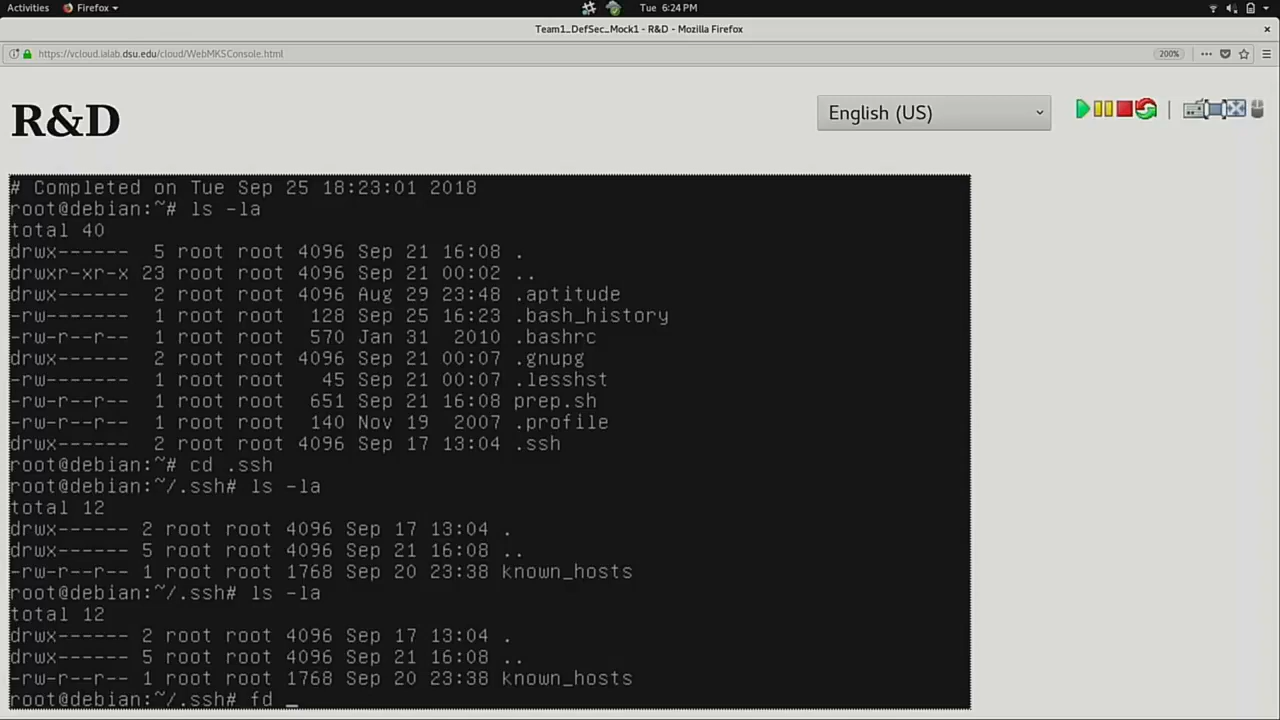 Activities Firefox Tue 6:24 PM
Team1_DefSec_Mock1 - R&D - Mozilla Firefox
https://vcloud.ialab.dsu.edu/cloud/WebMKSConsole.html 200%
R&D
English (US)
# Completed on Tue Sep 25 18:23:01 2018
root@debian:~# ls -la
total 40
drwx------ 5 root root 4096 Sep 21 16:08 .
drwxr-xr-x 23 root root 4096 Sep 21 00:02 ..
drwx------ 2 root root 4096 Aug 29 23:48 .aptitude
-rw------- 1 root root 128 Sep 25 16:23 .bash_history
-rw-r--r-- 1 root root 570 Jan 31 2010 .bashrc
drwx------ 2 root root 4096 Sep 21 00:07 .gnupg
-rw------- 1 root root 45 Sep 21 00:07 .lesshst
-rw-r--r-- 1 root root 651 Sep 21 16:08 prep.sh
-rw-r--r-- 1 root root 140 Nov 19 2007 .profile
drwx------ 2 root root 4096 Sep 17 13:04 .ssh
root@debian:~# cd .ssh
root@debian:~/.ssh# ls -la
total 12
drwx------ 2 root root 4096 Sep 17 13:04 .
drwx------ 5 root root 4096 Sep 21 16:08 ..
-rw-r--r-- 1 root root 1768 Sep 20 23:38 known_hosts
root@debian:~/.ssh# ls -la
total 12
drwx------ 2 root root 4096 Sep 17 13:04 .
drwx------ 5 root root 4096 Sep 21 16:08 ..
-rw-r--r-- 1 root root 1768 Sep 20 23:38 known_hosts
root@debian:~/.ssh# fd _